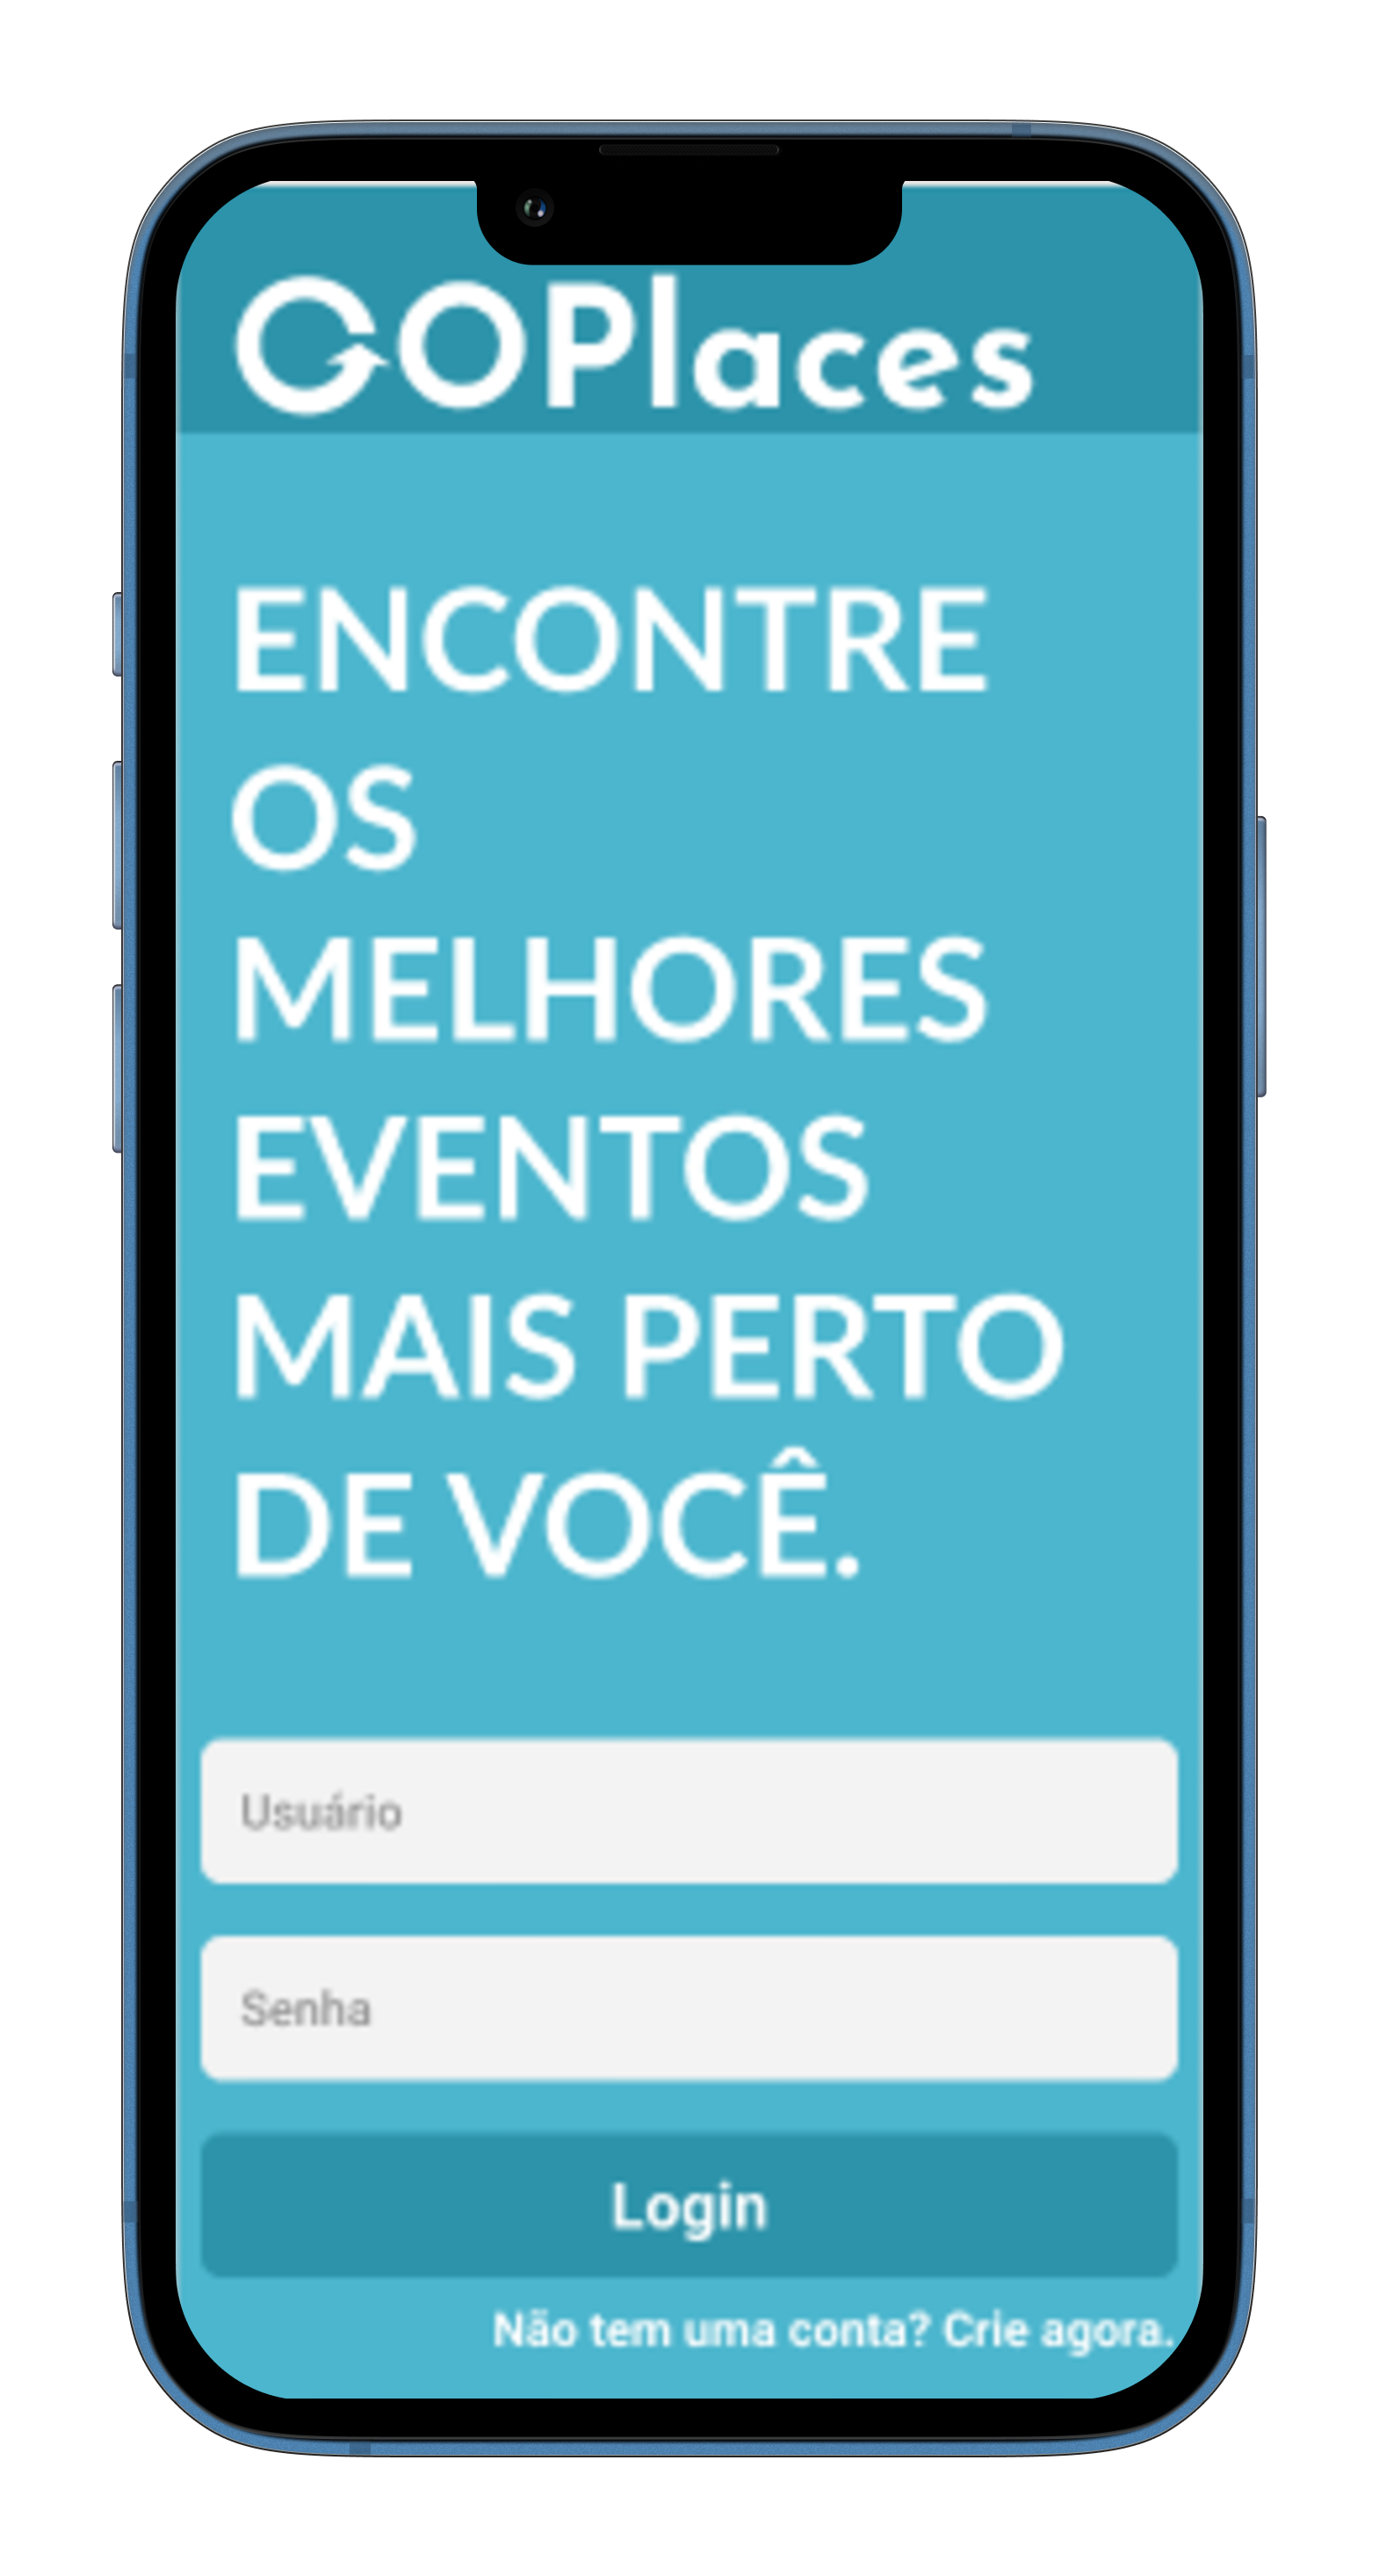 GOPlaces
ENCONTRE
OS
MELHORES
EVENTOS
MAIS PERTO
DE VOCÊ.
Usuário
Senha
Login
Não tem uma conta? Crie agora.